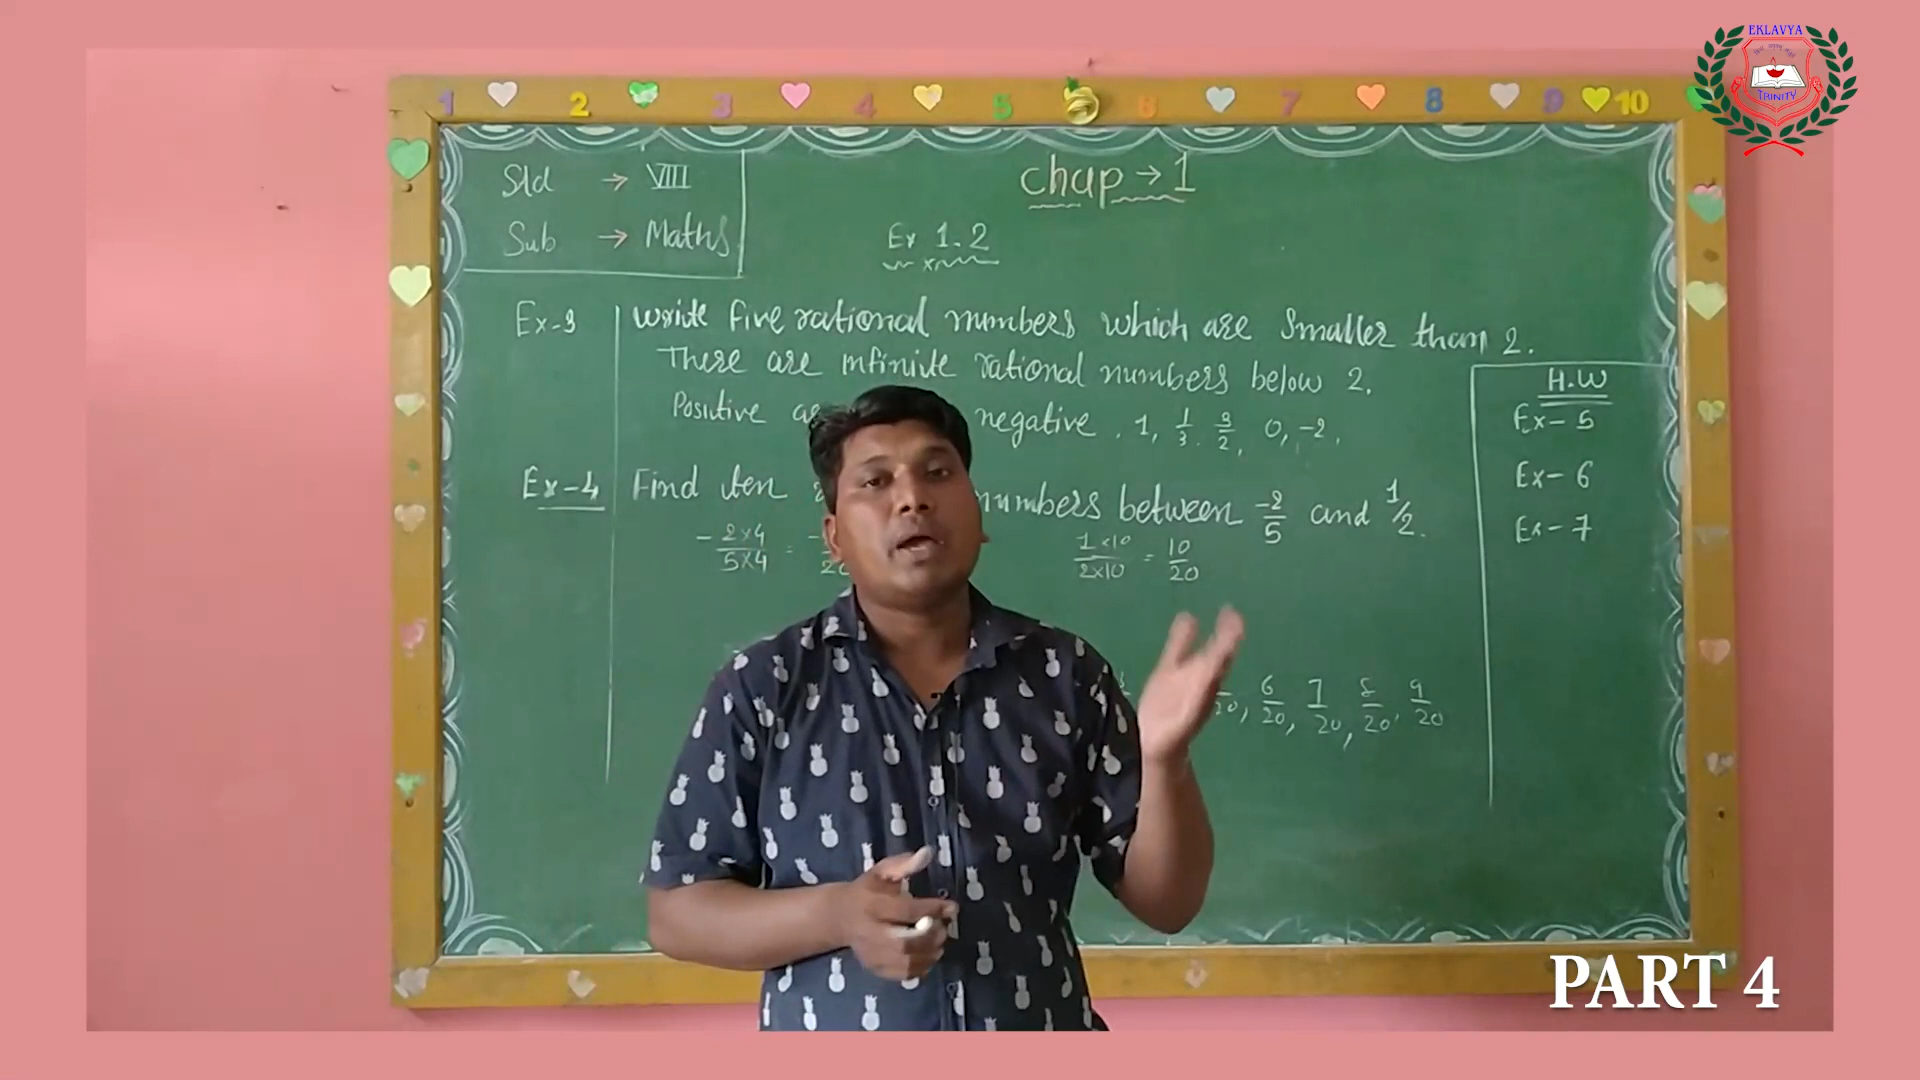 EKLAVYA
TRINITY
1 2 3 4 5 6 7 8 9 10
Std → VIII
Sub → Maths
chap → 1
Ex 1.2
Ex-3 Write five rational numbers which are smaller than 2.
There are infinite rational numbers below 2.
Positive negative. 1, 1/3, 3/2, 0, -2,
H.W
Ex-5
Ex-6
Ex-7
Ex-4 Find ten numbers between -2/5 and 1/2.
-2×4/5×4 = 1×10/2×10 = 10/20
6/20, 7/20, 8/20, 9/20
PART 4